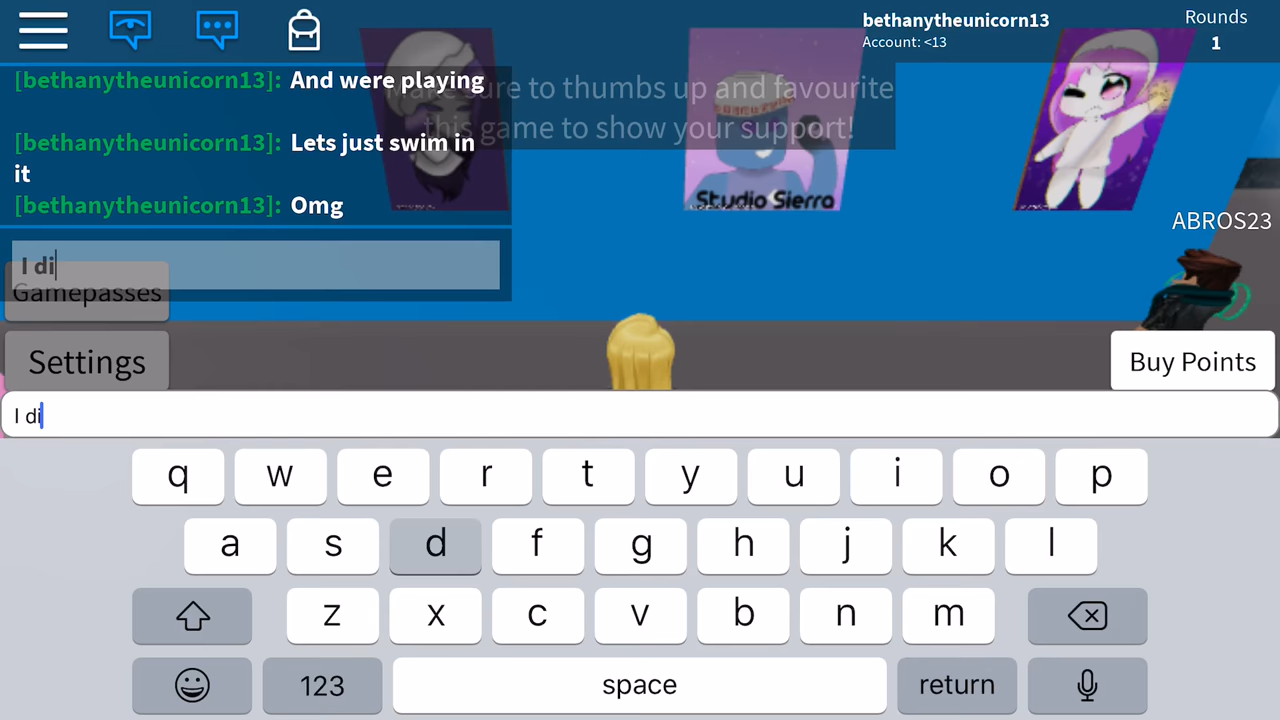 bethanytheunicorn13
Account: <13
Rounds
1
[bethanytheunicorn13]: And were playing
[bethanytheunicorn13]: Lets just swim in
it
[bethanytheunicorn13]: Omg
sure to thumbs up and favourite
this game to show your support!
Studio Sierra
ABROS23
I di
Gamepasses
Settings
Buy Points
I di
q w e r t y u i o p
a s d f g h j k l
z x c v b n m
123 space return